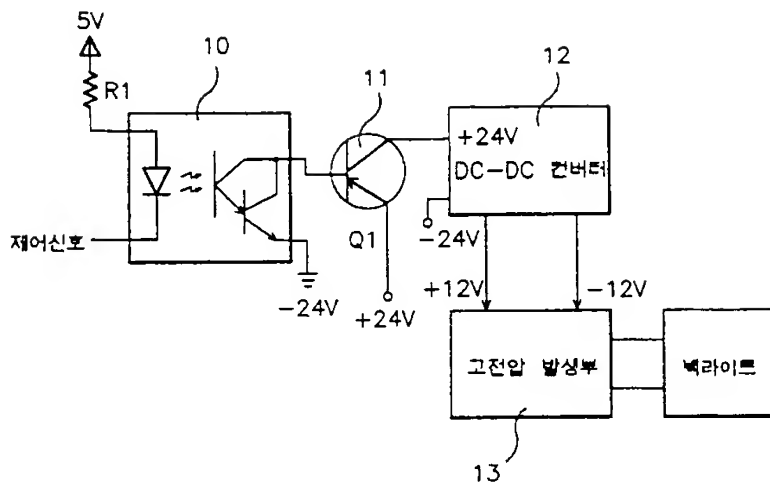 5V
10
R1
11
12
+24V
DC-DC 컨버터
제어신호
Q1
-24V
-24V
+24V
+12V
-12V
고전압 발생부
백라이트
13